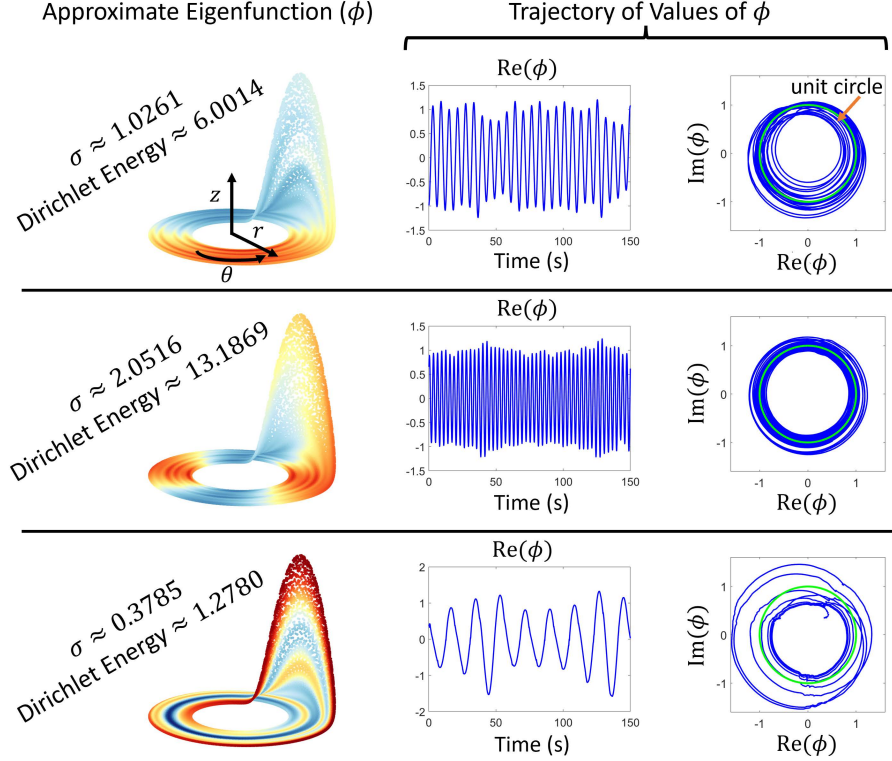 Approximate Eigenfunction (ϕ)
Trajectory of Values of ϕ
σ ≈ 1.0261
Dirichlet Energy ≈ 6.0014
z
r
θ
Re(ϕ)
1.5
1
0.5
0
-0.5
-1
-1.5
0 50 100 150
Time (s)
unit circle
Im(ϕ)
1
0
-1
-1 0 1
Re(ϕ)
σ ≈ 2.0516
Dirichlet Energy ≈ 13.1869
Re(ϕ)
1.5
1
0.5
0
-0.5
-1
-1.5
0 50 100 150
Time (s)
Im(ϕ)
1
0
-1
-1 0 1
Re(ϕ)
σ ≈ 0.3785
Dirichlet Energy ≈ 1.2780
Re(ϕ)
2
1
0
-1
-2
0 50 100 150
Time (s)
Im(ϕ)
1
0
-1
-1 0 1
Re(ϕ)